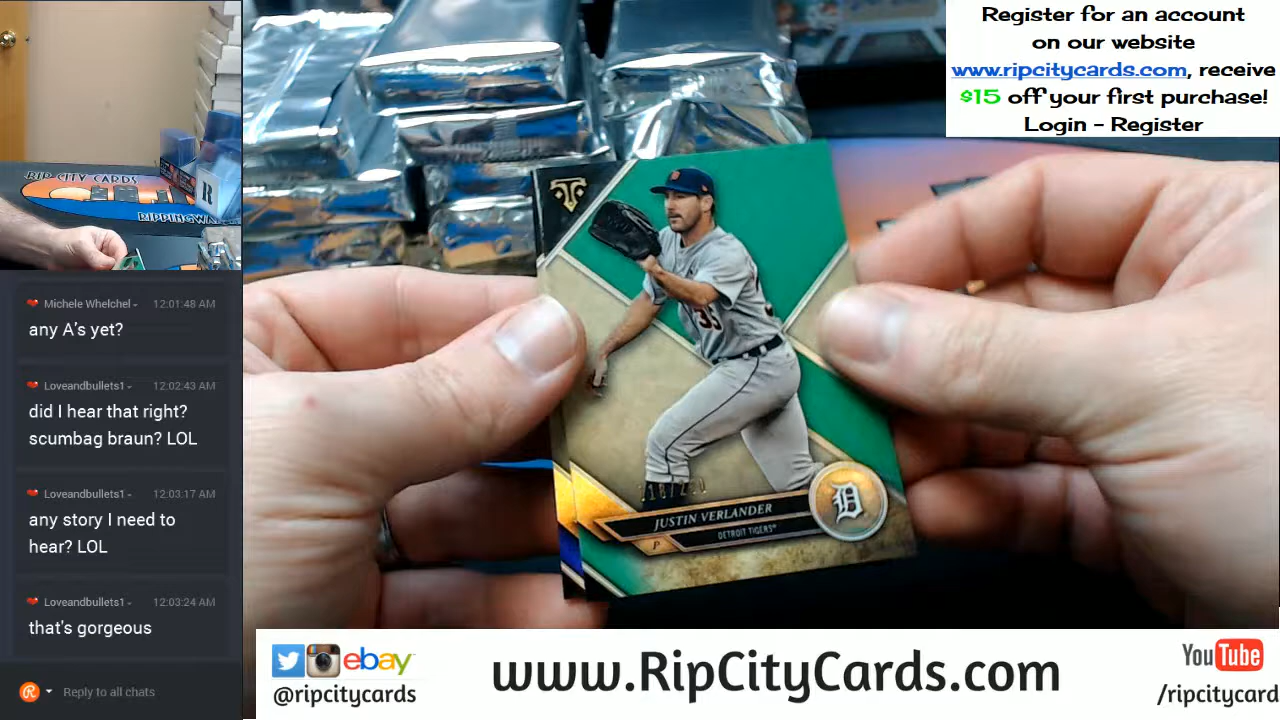 Register for an account
on our website
www.ripcitycards.com, receive
$15 off your first purchase!
Login - Register
RIP CITY CARDS
R
Michele Whelchel 12:01:48 AM
any A's yet?
Loveandbullets1 12:02:43 AM
did I hear that right?
scumbag braun? LOL
Loveandbullets1 12:03:17 AM
any story I need to
hear? LOL
Loveandbullets1 12:03:24 AM
that's gorgeous
R Reply to all chats
D
35
JUSTIN VERLANDER
P DETROIT TIGERS
D
ebay
@ripcitycards
www.RipCityCards.com
YouTube
/ripcitycard